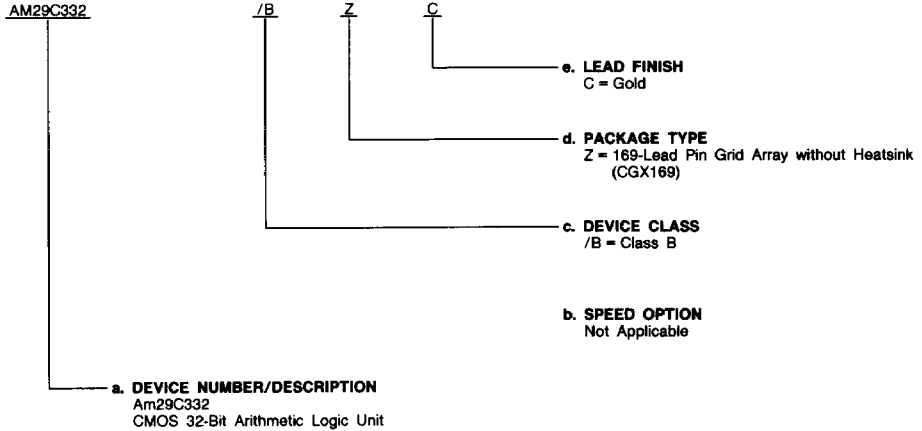 AM29C332 /B Z C
e. LEAD FINISH
C = Gold
d. PACKAGE TYPE
Z = 169-Lead Pin Grid Array without Heatsink
(CGX169)
c. DEVICE CLASS
/B = Class B
b. SPEED OPTION
Not Applicable
a. DEVICE NUMBER/DESCRIPTION
Am29C332
CMOS 32-Bit Arithmetic Logic Unit